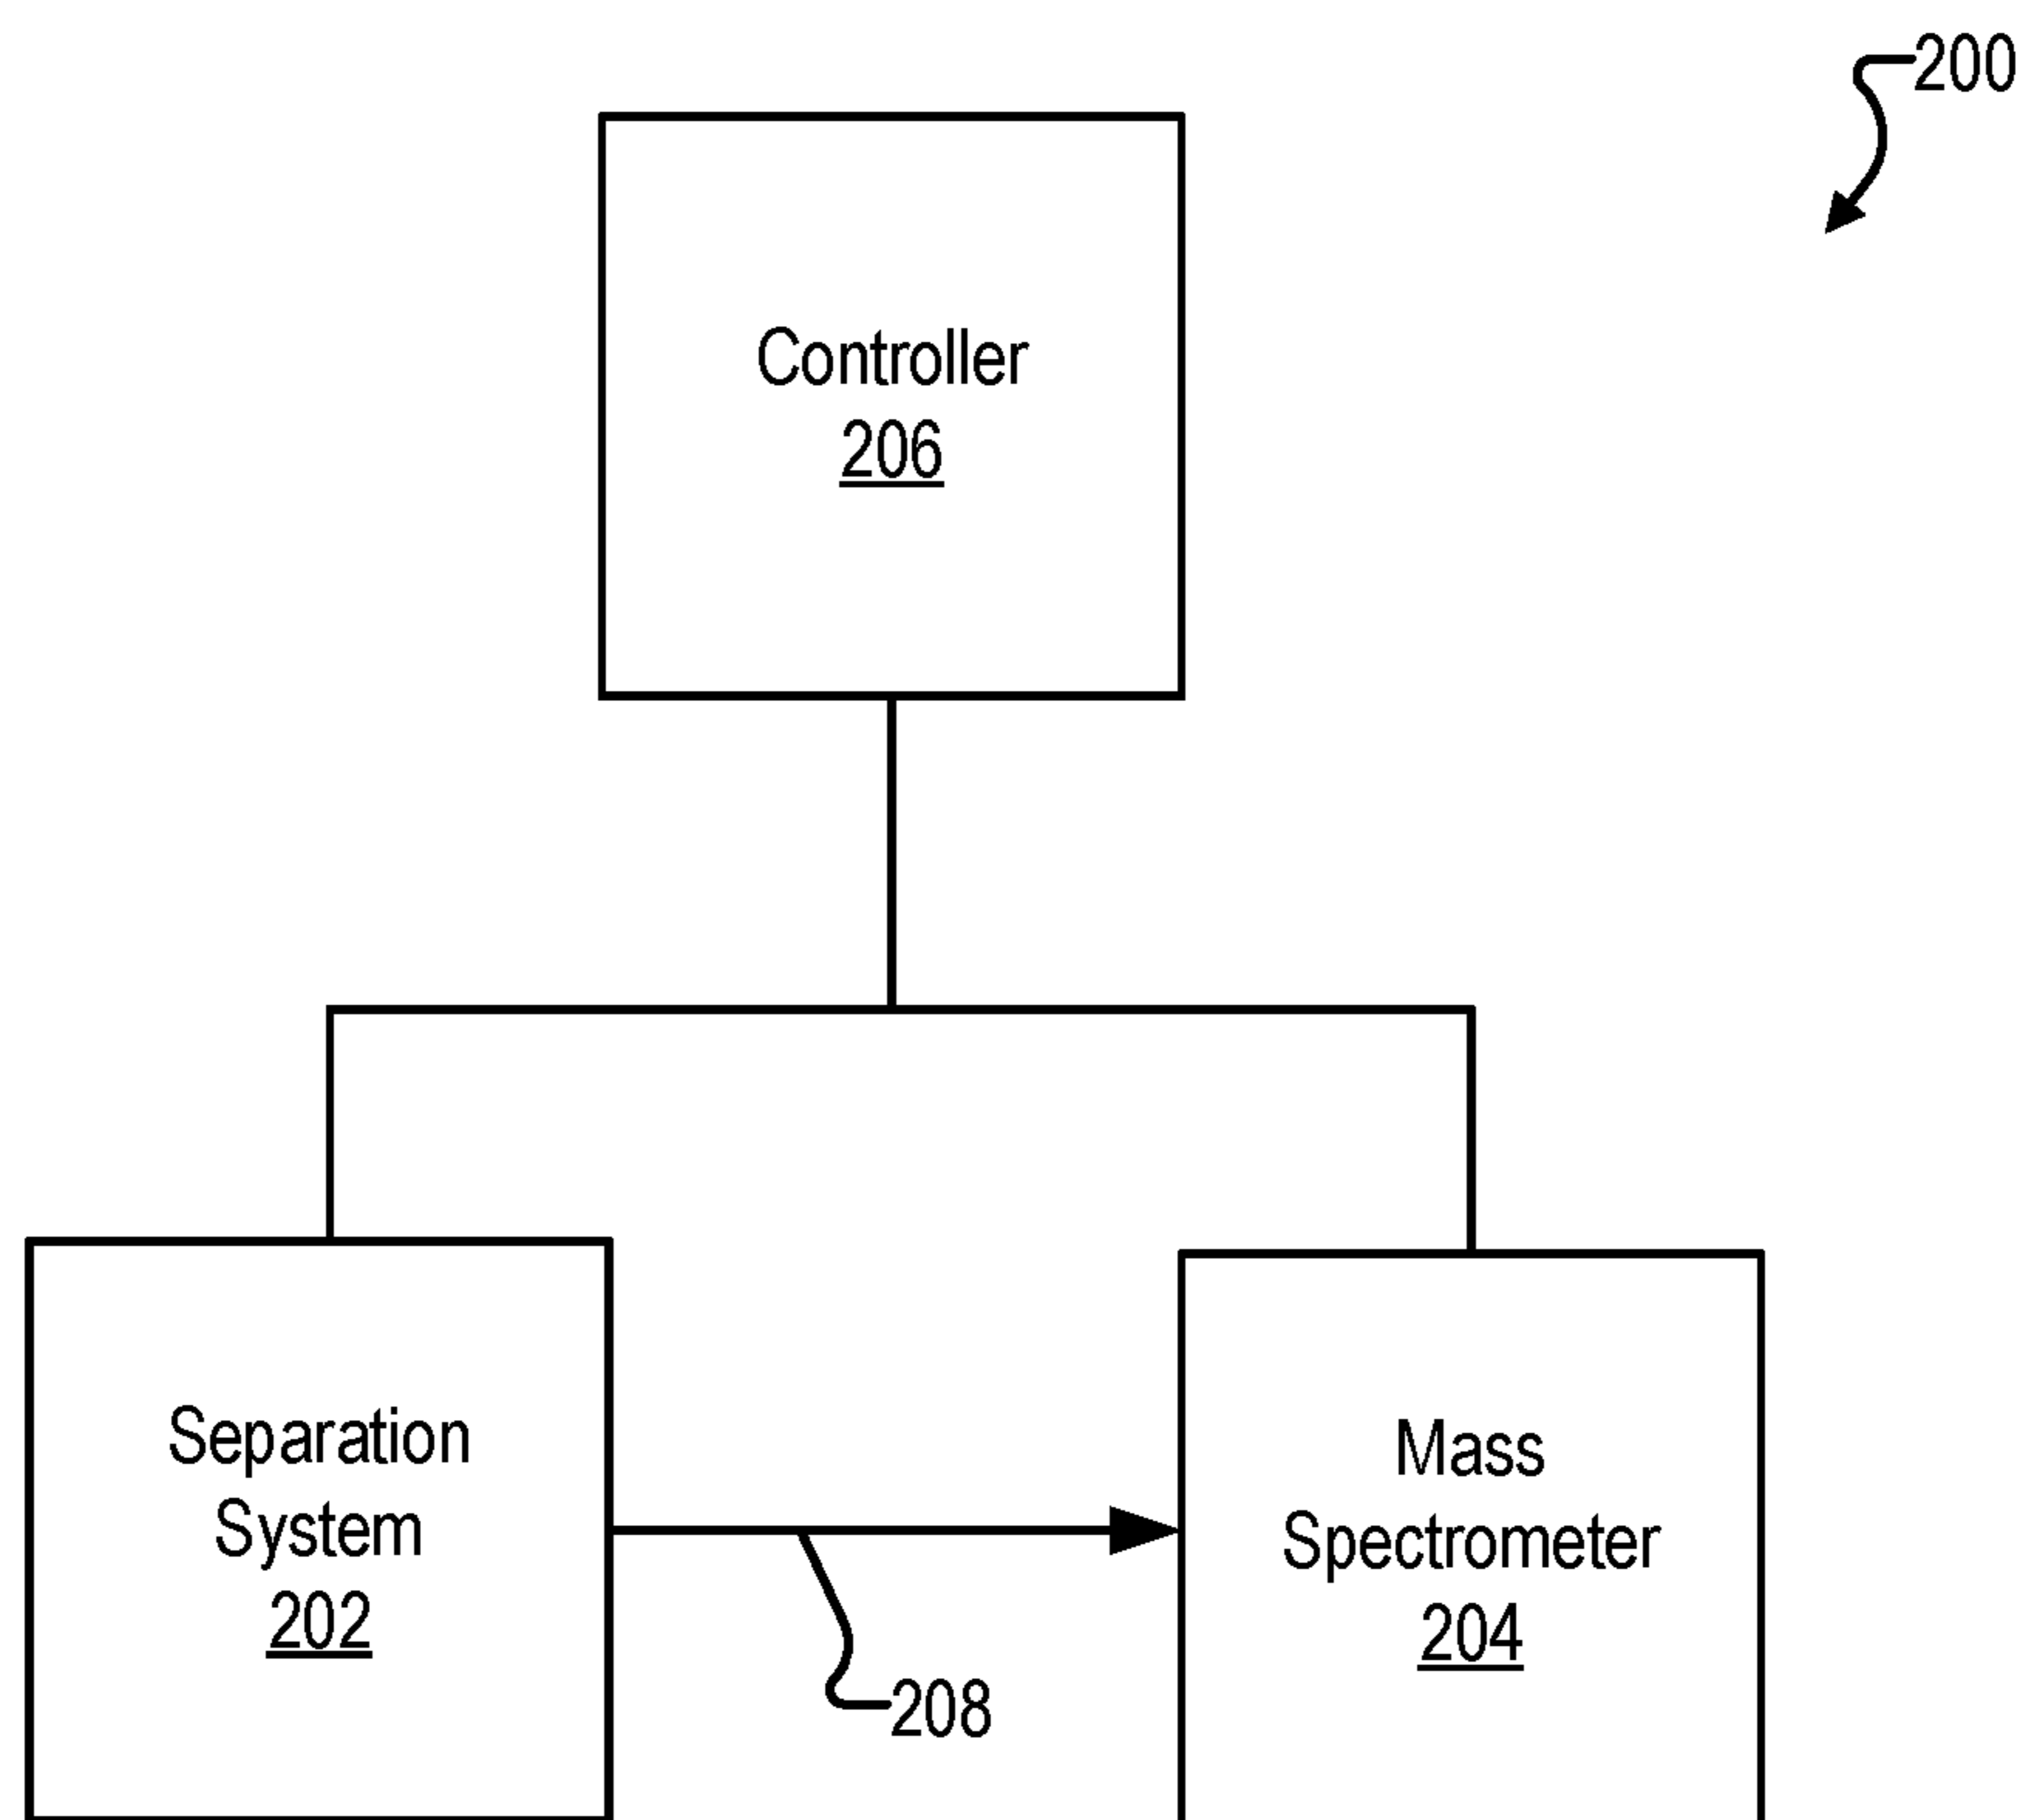 200
Controller
206
Separation
System
202
Mass
Spectrometer
204
208